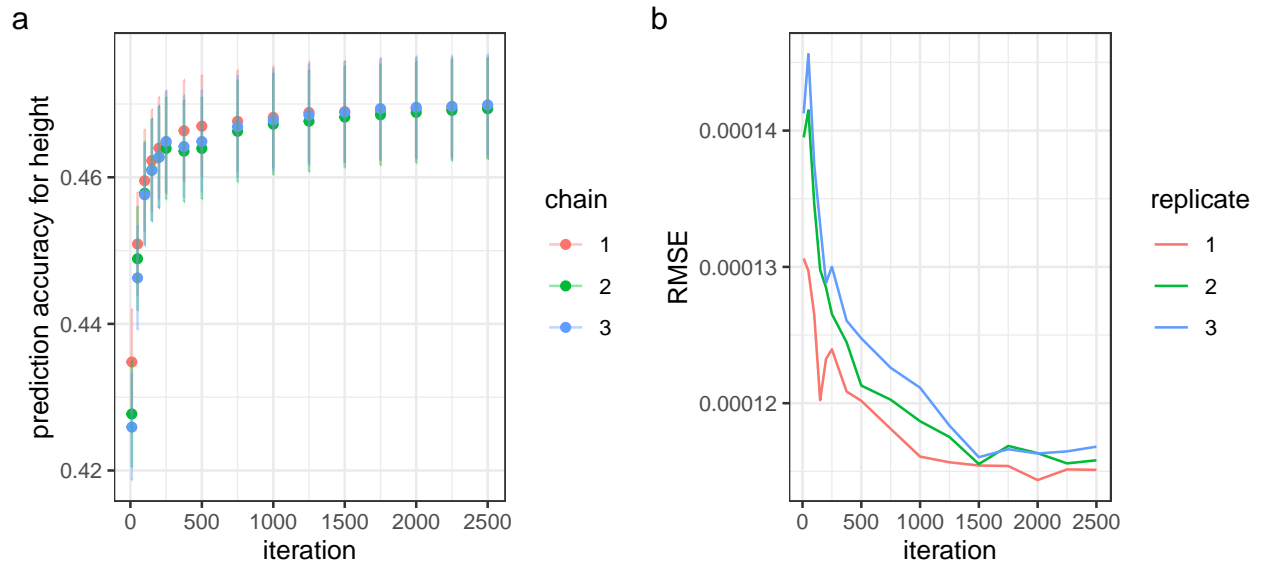 a
prediction accuracy for height
0.46
0.44
0.42
0 500 1000 1500 2000 2500
iteration
chain
1
2
3
b
RMSE
0.00014
0.00013
0.00012
0 500 1000 1500 2000 2500
iteration
replicate
1
2
3